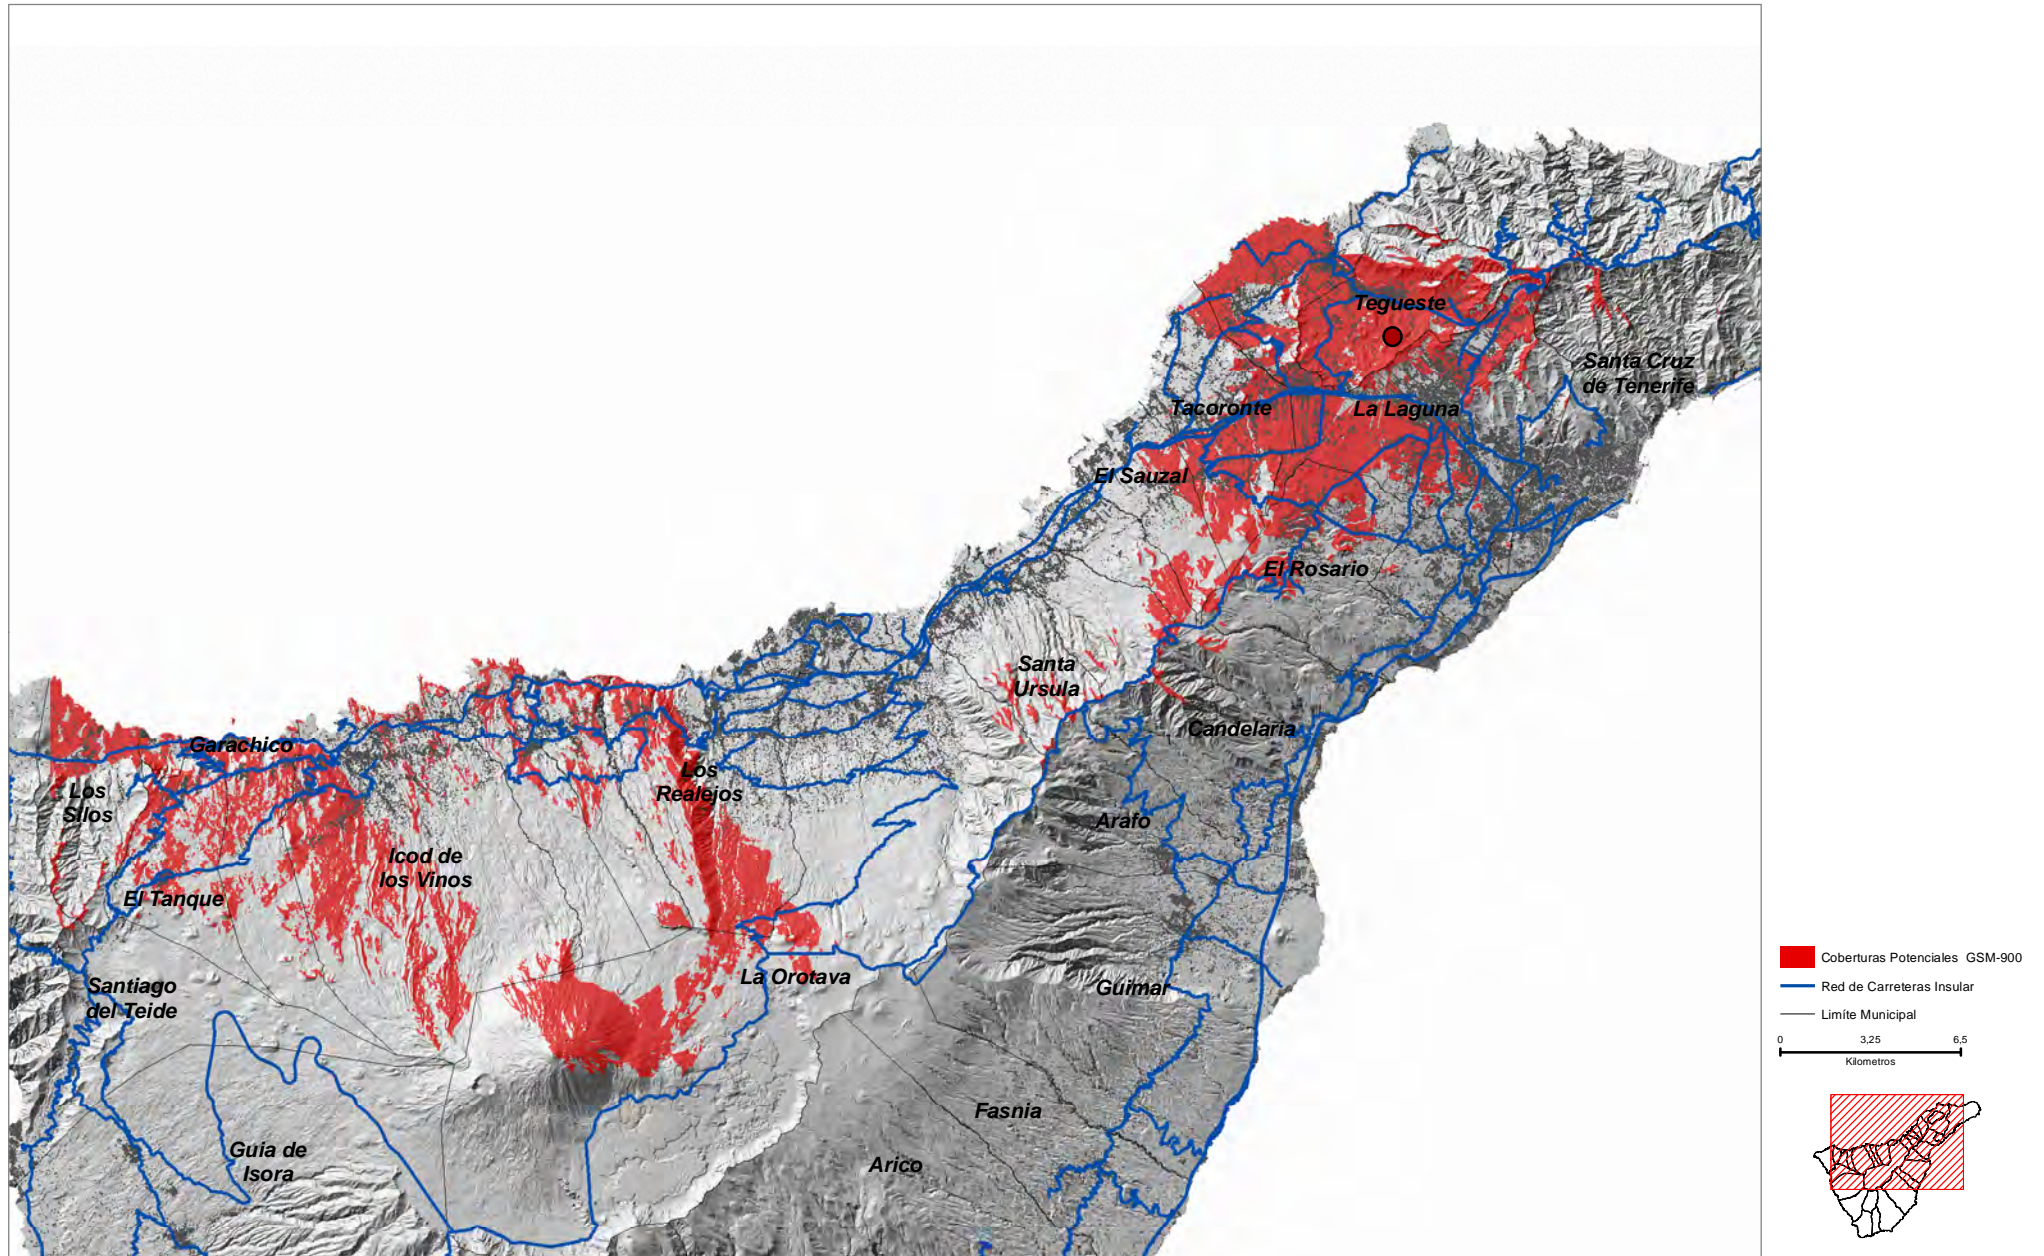 Tegueste
Santa Cruz
de Tenerife
Tacoronte
La Laguna
El Sauzal
El Rosario
Santa
Ursula
Candelaria
Garachico
Los
Realejos
Los
Silos
Arafo
Icod de
los Vinos
El Tanque
La Orotava
Santiago
del Teide
Guimar
Fasnia
Guia de
Isora
Arico
Coberturas Potenciales GSM-900
Red de Carreteras Insular
Limíte Municipal
0 3,25 6,5
Kilometros